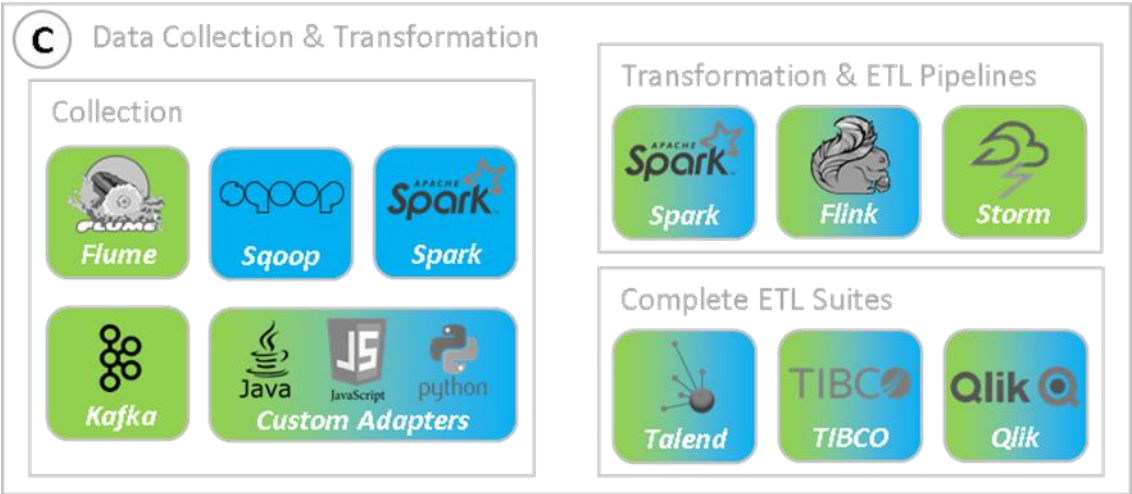 C Data Collection & Transformation
Collection
FLUME
Flume
sqoop
Sqoop
APACHE
Spark
Spark
Kafka
Java
JS
JavaScript
python
Custom Adapters
Transformation & ETL Pipelines
APACHE
Spark
Spark
Flink
Storm
Complete ETL Suites
Talend
TIBCO
TIBCO
Qlik
Qlik